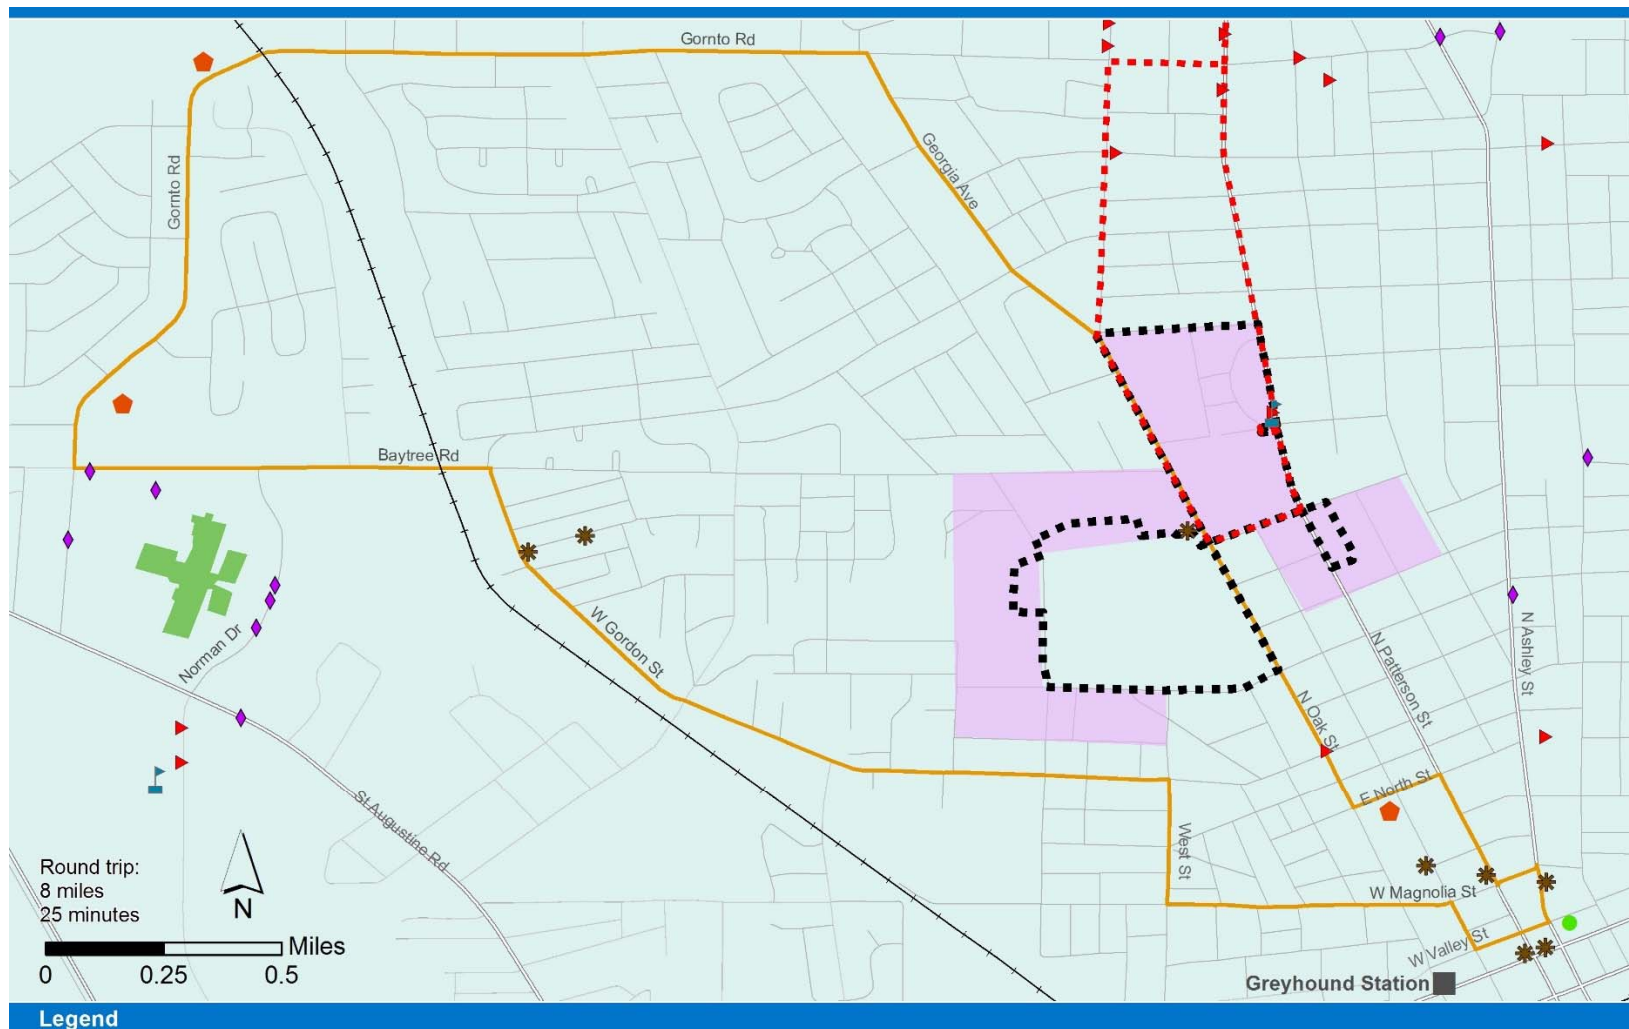 Gornto Rd
Gornto Rd
Georgia Ave
Baytree Rd
W Gordon St
Norman Dr
N Ashley St
N Patterson St
N Oak St
E North St
St Augustine Rd
West St
W Magnolia St
W Valley St
Round trip:
8 miles
25 minutes
N
Miles
0 0.25 0.5
Greyhound Station
Legend